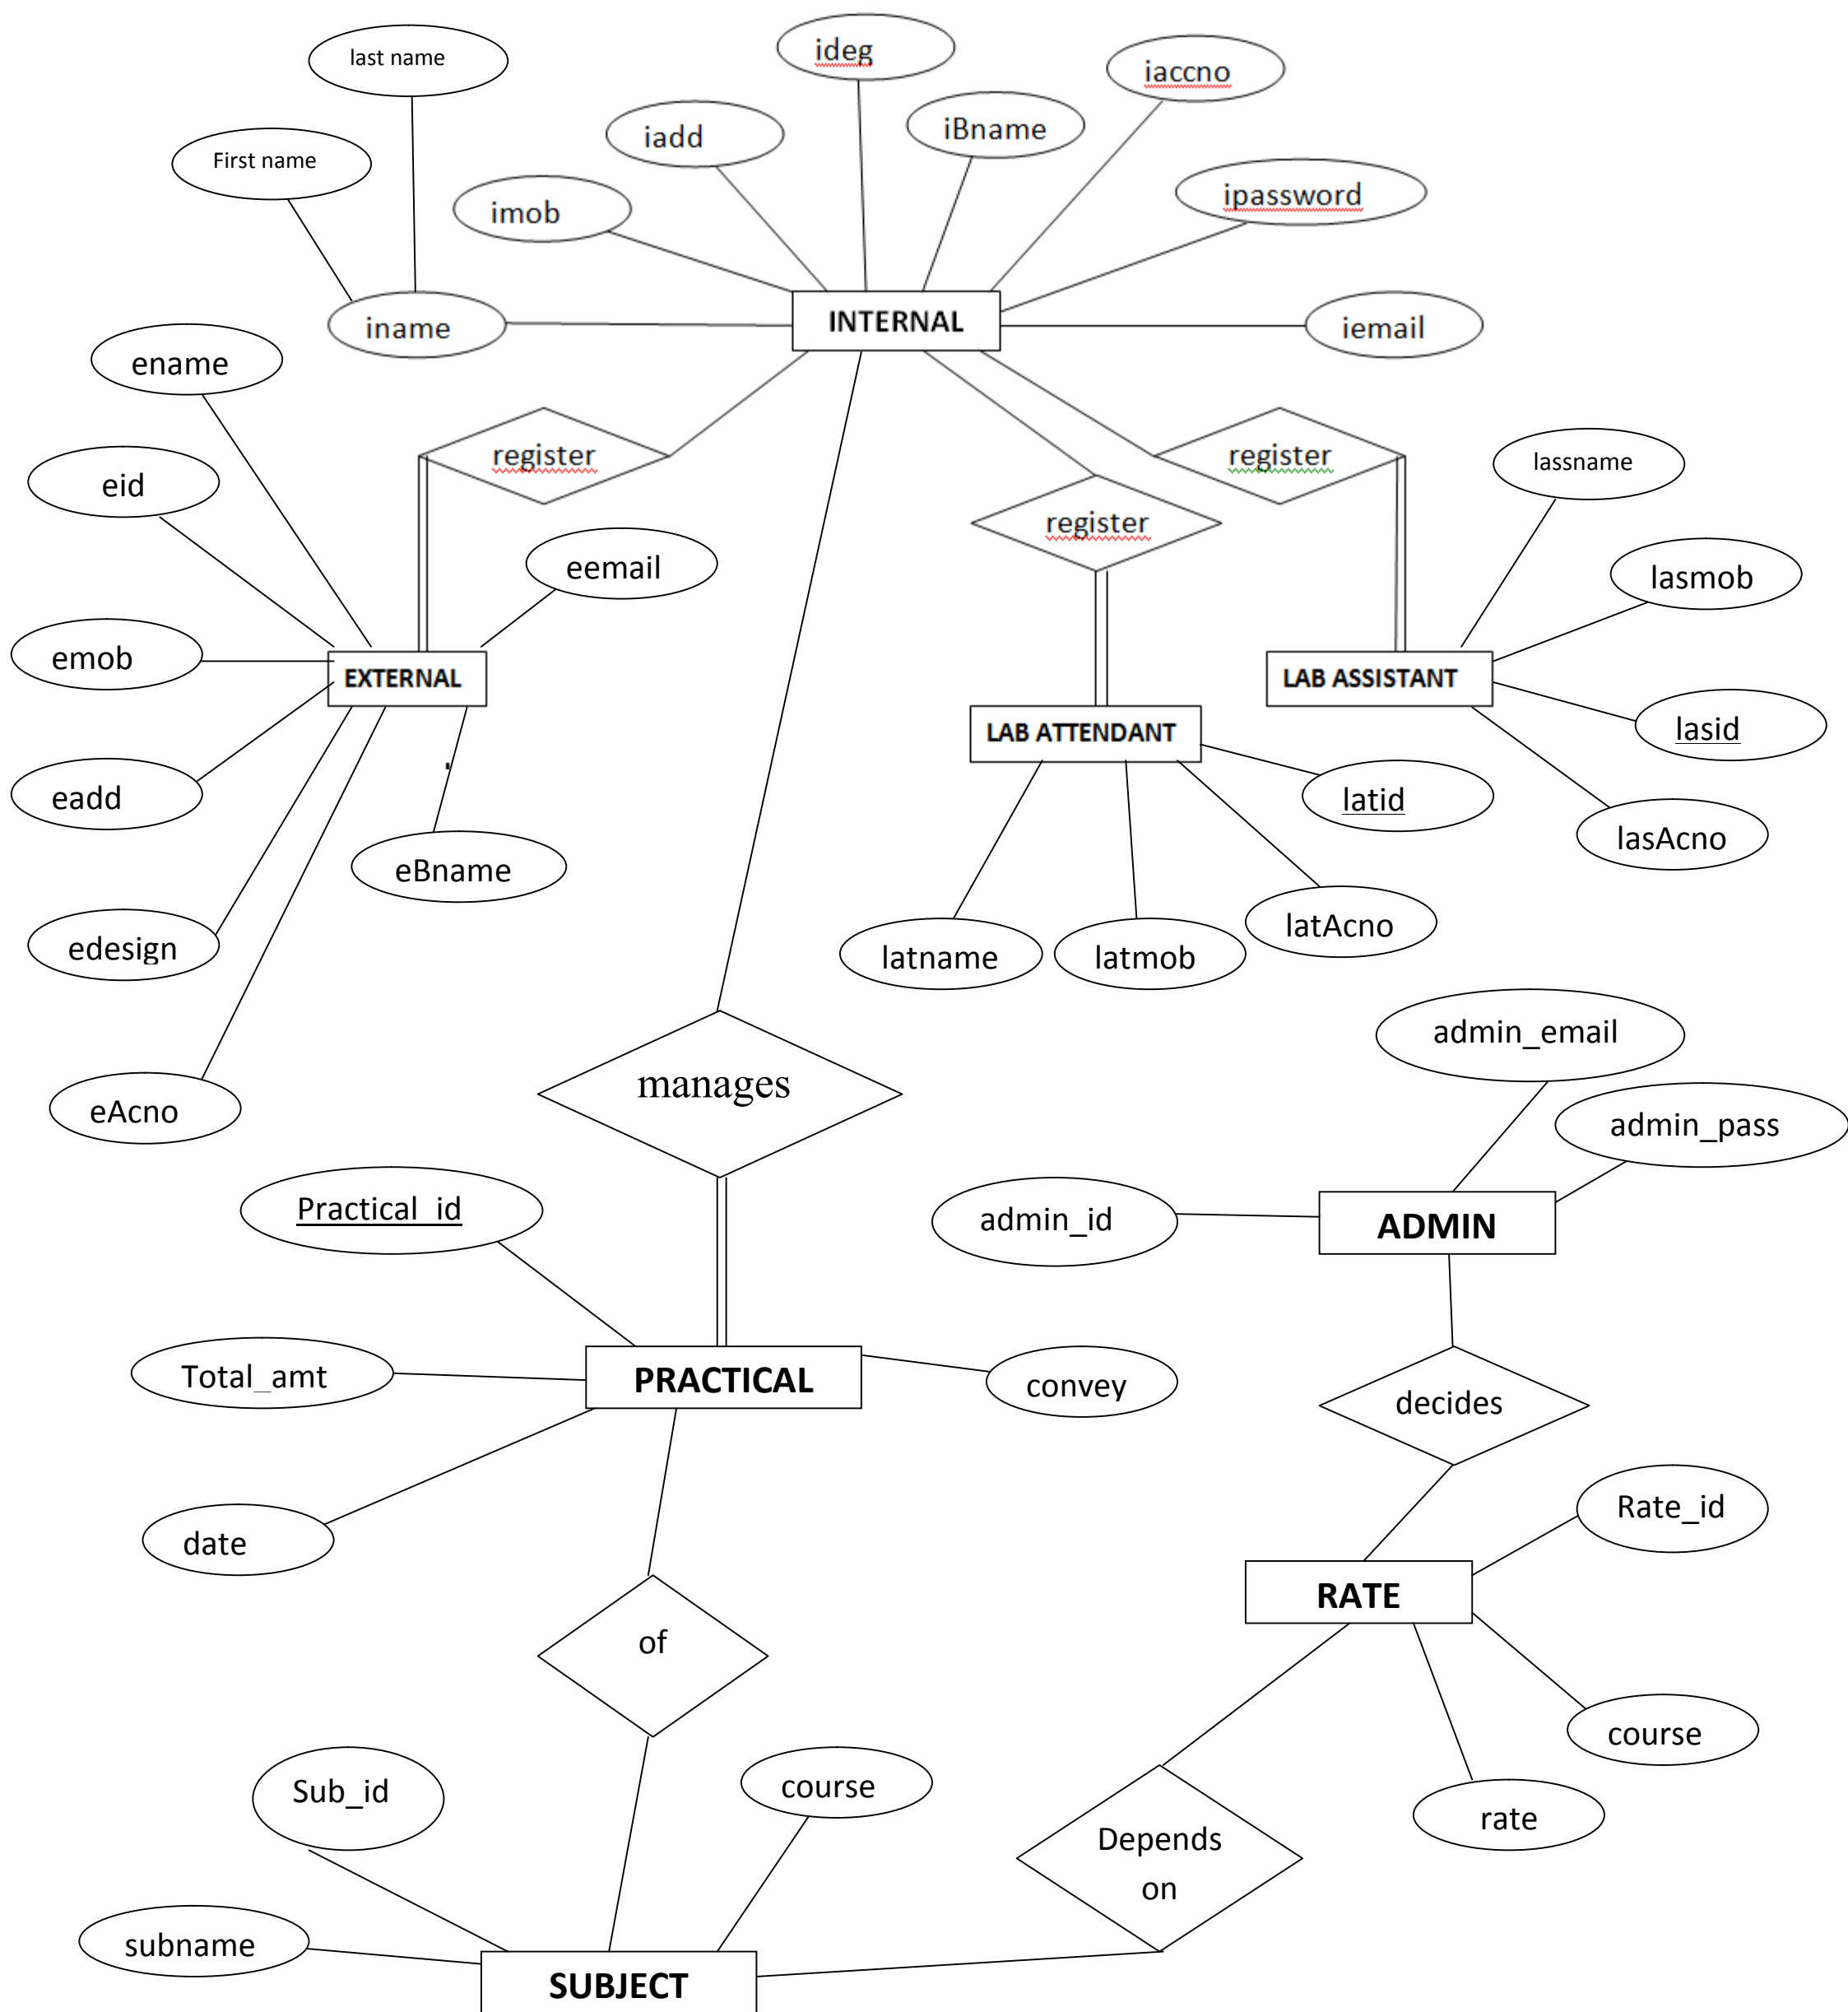 last name
ideg
iaccno
First name
iadd
iBname
imob
ipassword
iname
INTERNAL
iemail
ename
register
register
lassname
eid
register
eemail
lasmob
emob
EXTERNAL
LAB ASSISTANT
lasid
LAB ATTENDANT
eadd
latid
lasAcno
eBname
latAcno
edesign
latname
latmob
admin_email
manages
eAcno
admin_pass
Practical_id
admin_id
ADMIN
Total_amt
PRACTICAL
convey
decides
date
Rate_id
RATE
of
course
Sub_id
course
rate
Depends
on
subname
SUBJECT